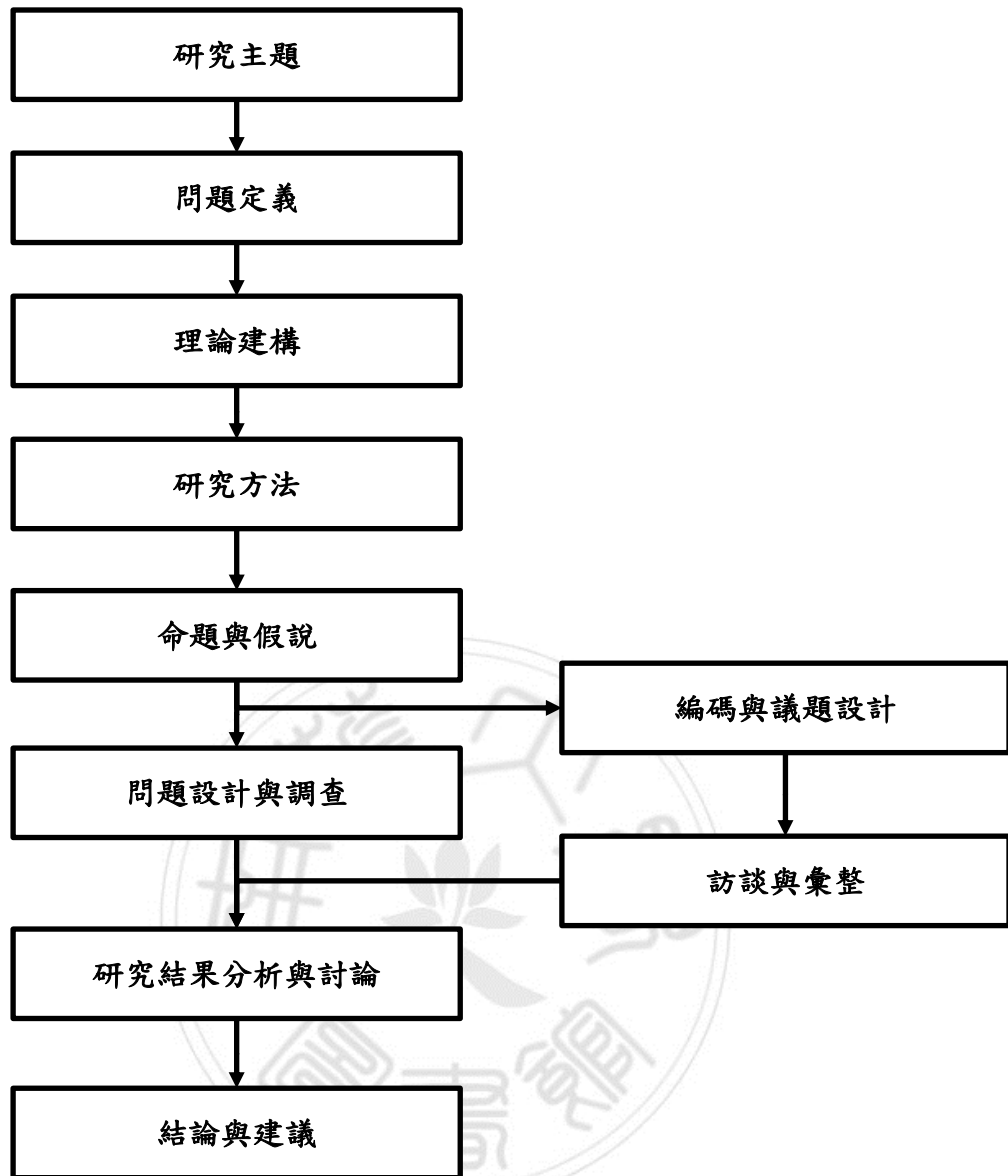 研究主題
問題定義
理論建構
研究方法
命題與假說
編碼與議題設計
問題設計與調查
訪談與彙整
研究結果分析與討論
結論與建議